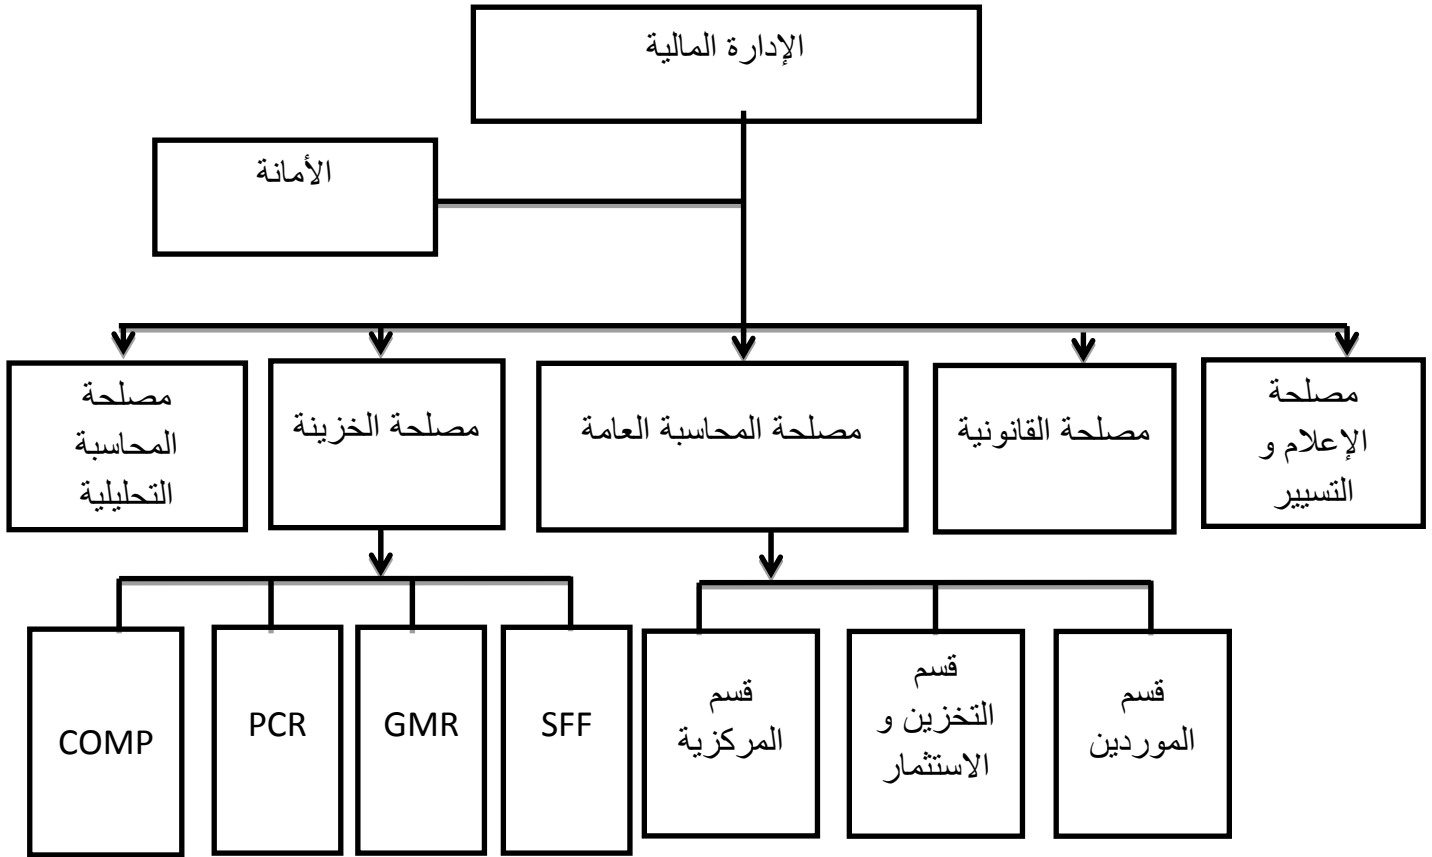 الإدارة المالية
الأمانة
مصلحة
الإعلام و
التسيير
مصلحة القانونية
مصلحة المحاسبة العامة
مصلحة الخزينة
مصلحة
المحاسبة
التحليلية
قسم
الموردين
قسم
التخزين و
الاستثمار
قسم
المركزية
SFF
GMR
PCR
COMP